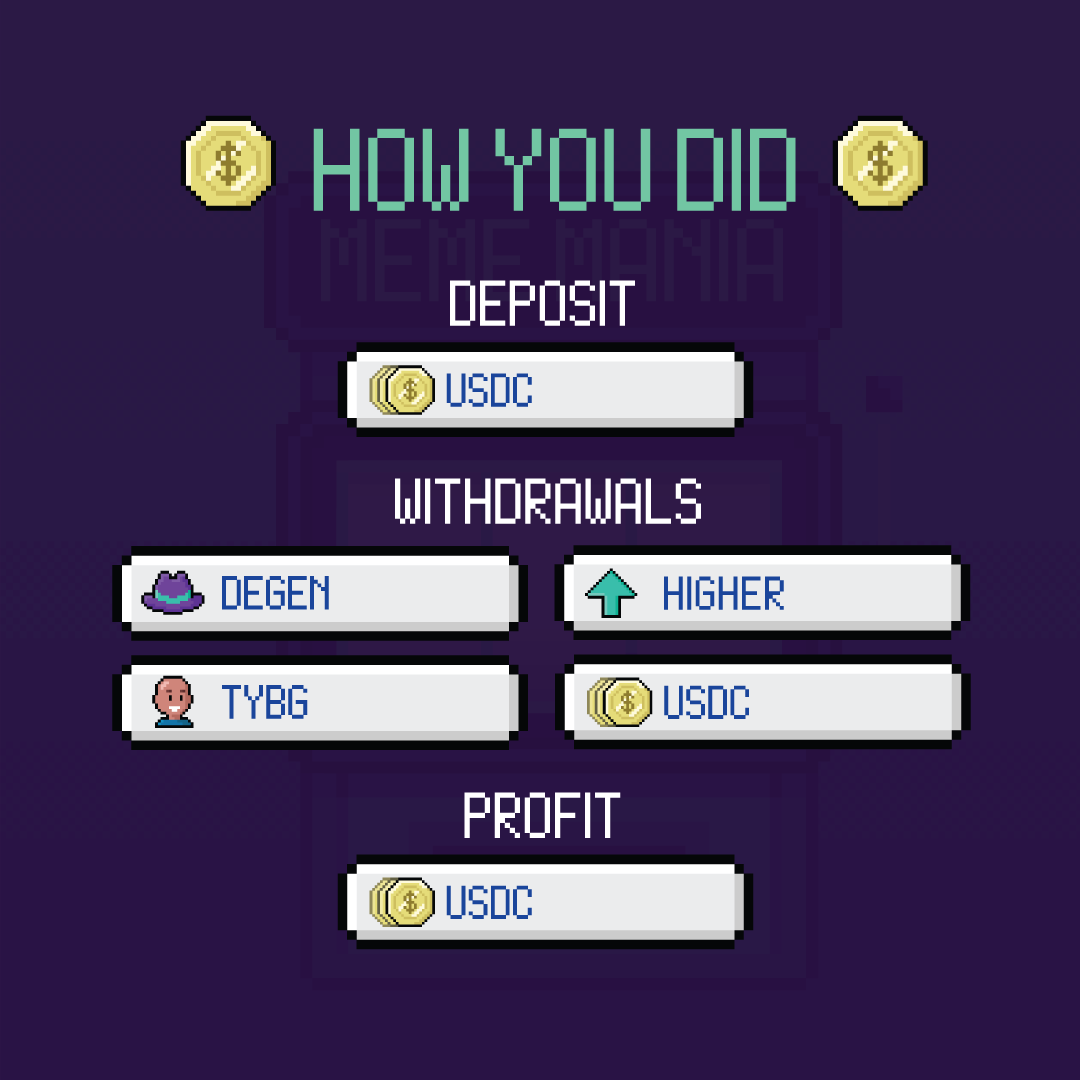 HOW YOU DID
MEME MANIA
DEPOSIT
USDC
WITHDRAWALS
DEGEN
HIGHER
TYBG
USDC
PROFIT
USDC